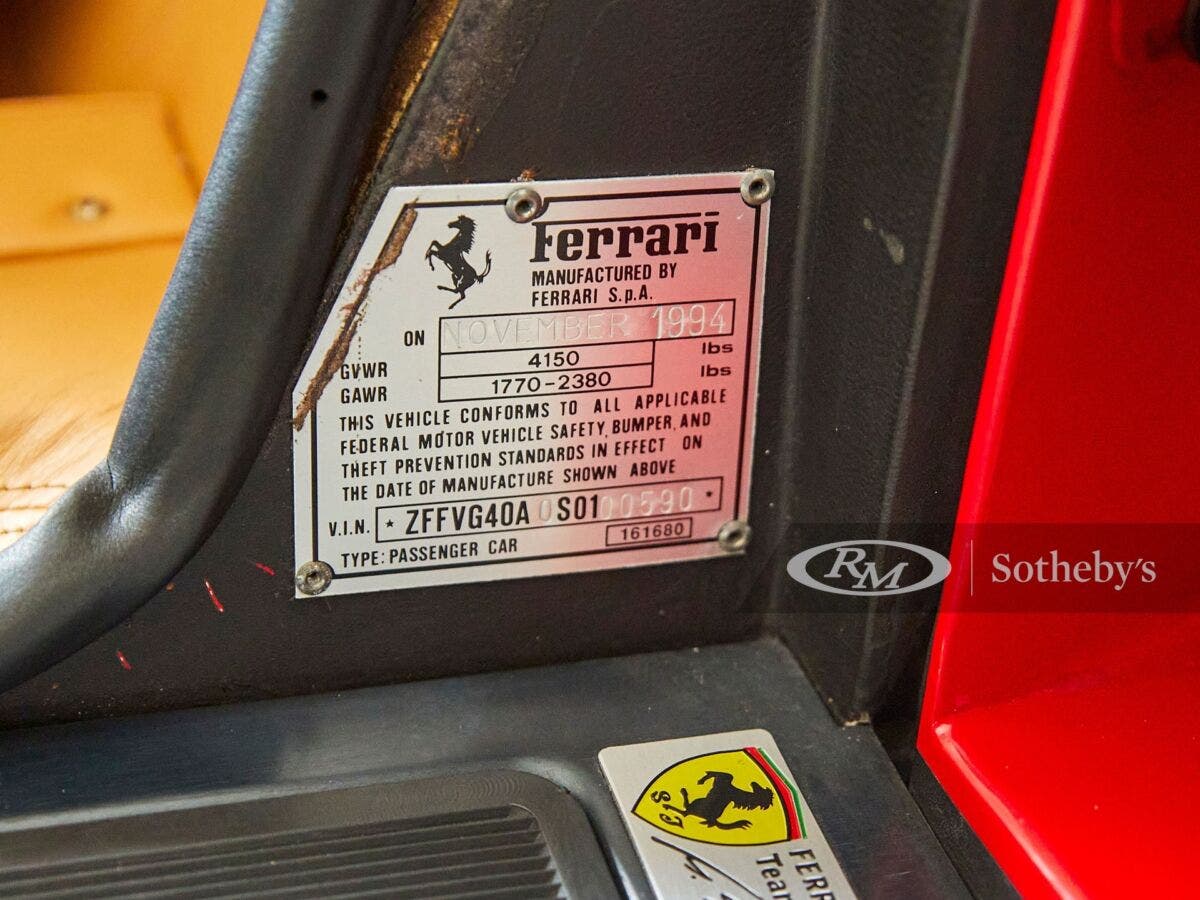 Ferrari
MANUFACTURED BY
FERRARI S.p.A.
ON NOVEMBER 1994
GVWR 4150 lbs
GAWR 1770-2380 lbs
THIS VEHICLE CONFORMS TO ALL APPLICABLE
FEDERAL MOTOR VEHICLE SAFETY, BUMPER, AND
THEFT PREVENTION STANDARDS IN EFFECT ON
THE DATE OF MANUFACTURE SHOWN ABOVE
V.I.N. * ZFFVG40A0S0100590 *
TYPE: PASSENGER CAR 161680
RM Sotheby's
S F
FERR
Tea